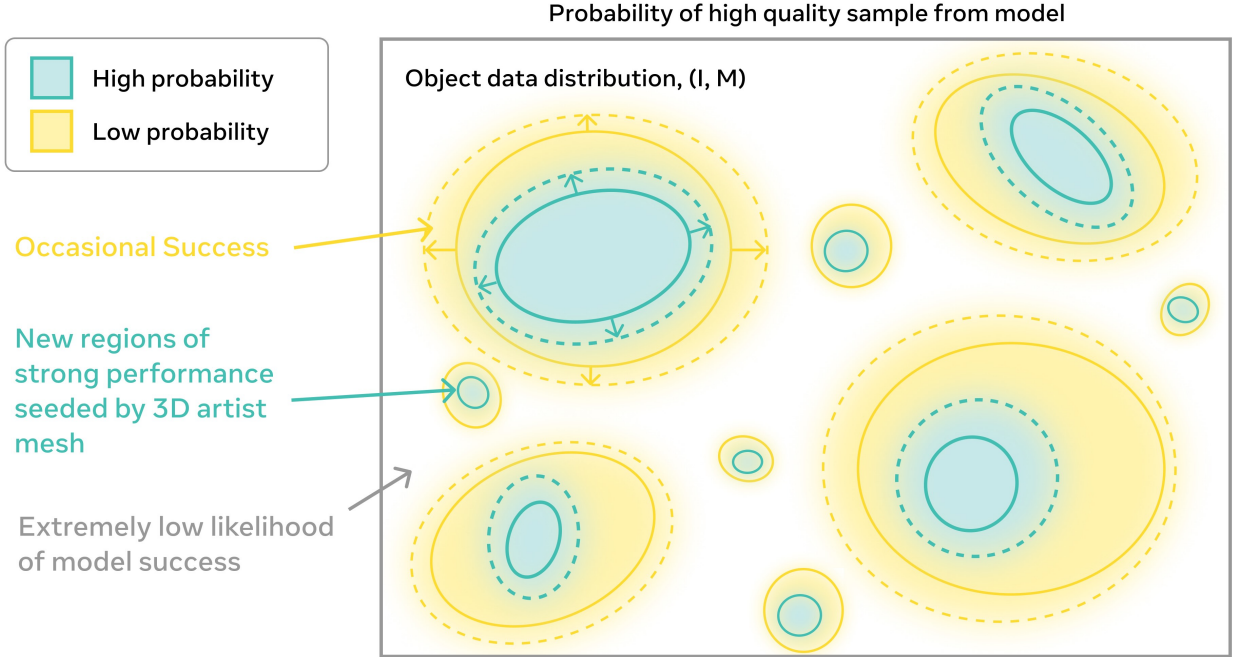 Probability of high quality sample from model
High probability
Low probability
Object data distribution, (I, M)
Occasional Success
New regions of
strong performance
seeded by 3D artist
mesh
Extremely low likelihood
of model success